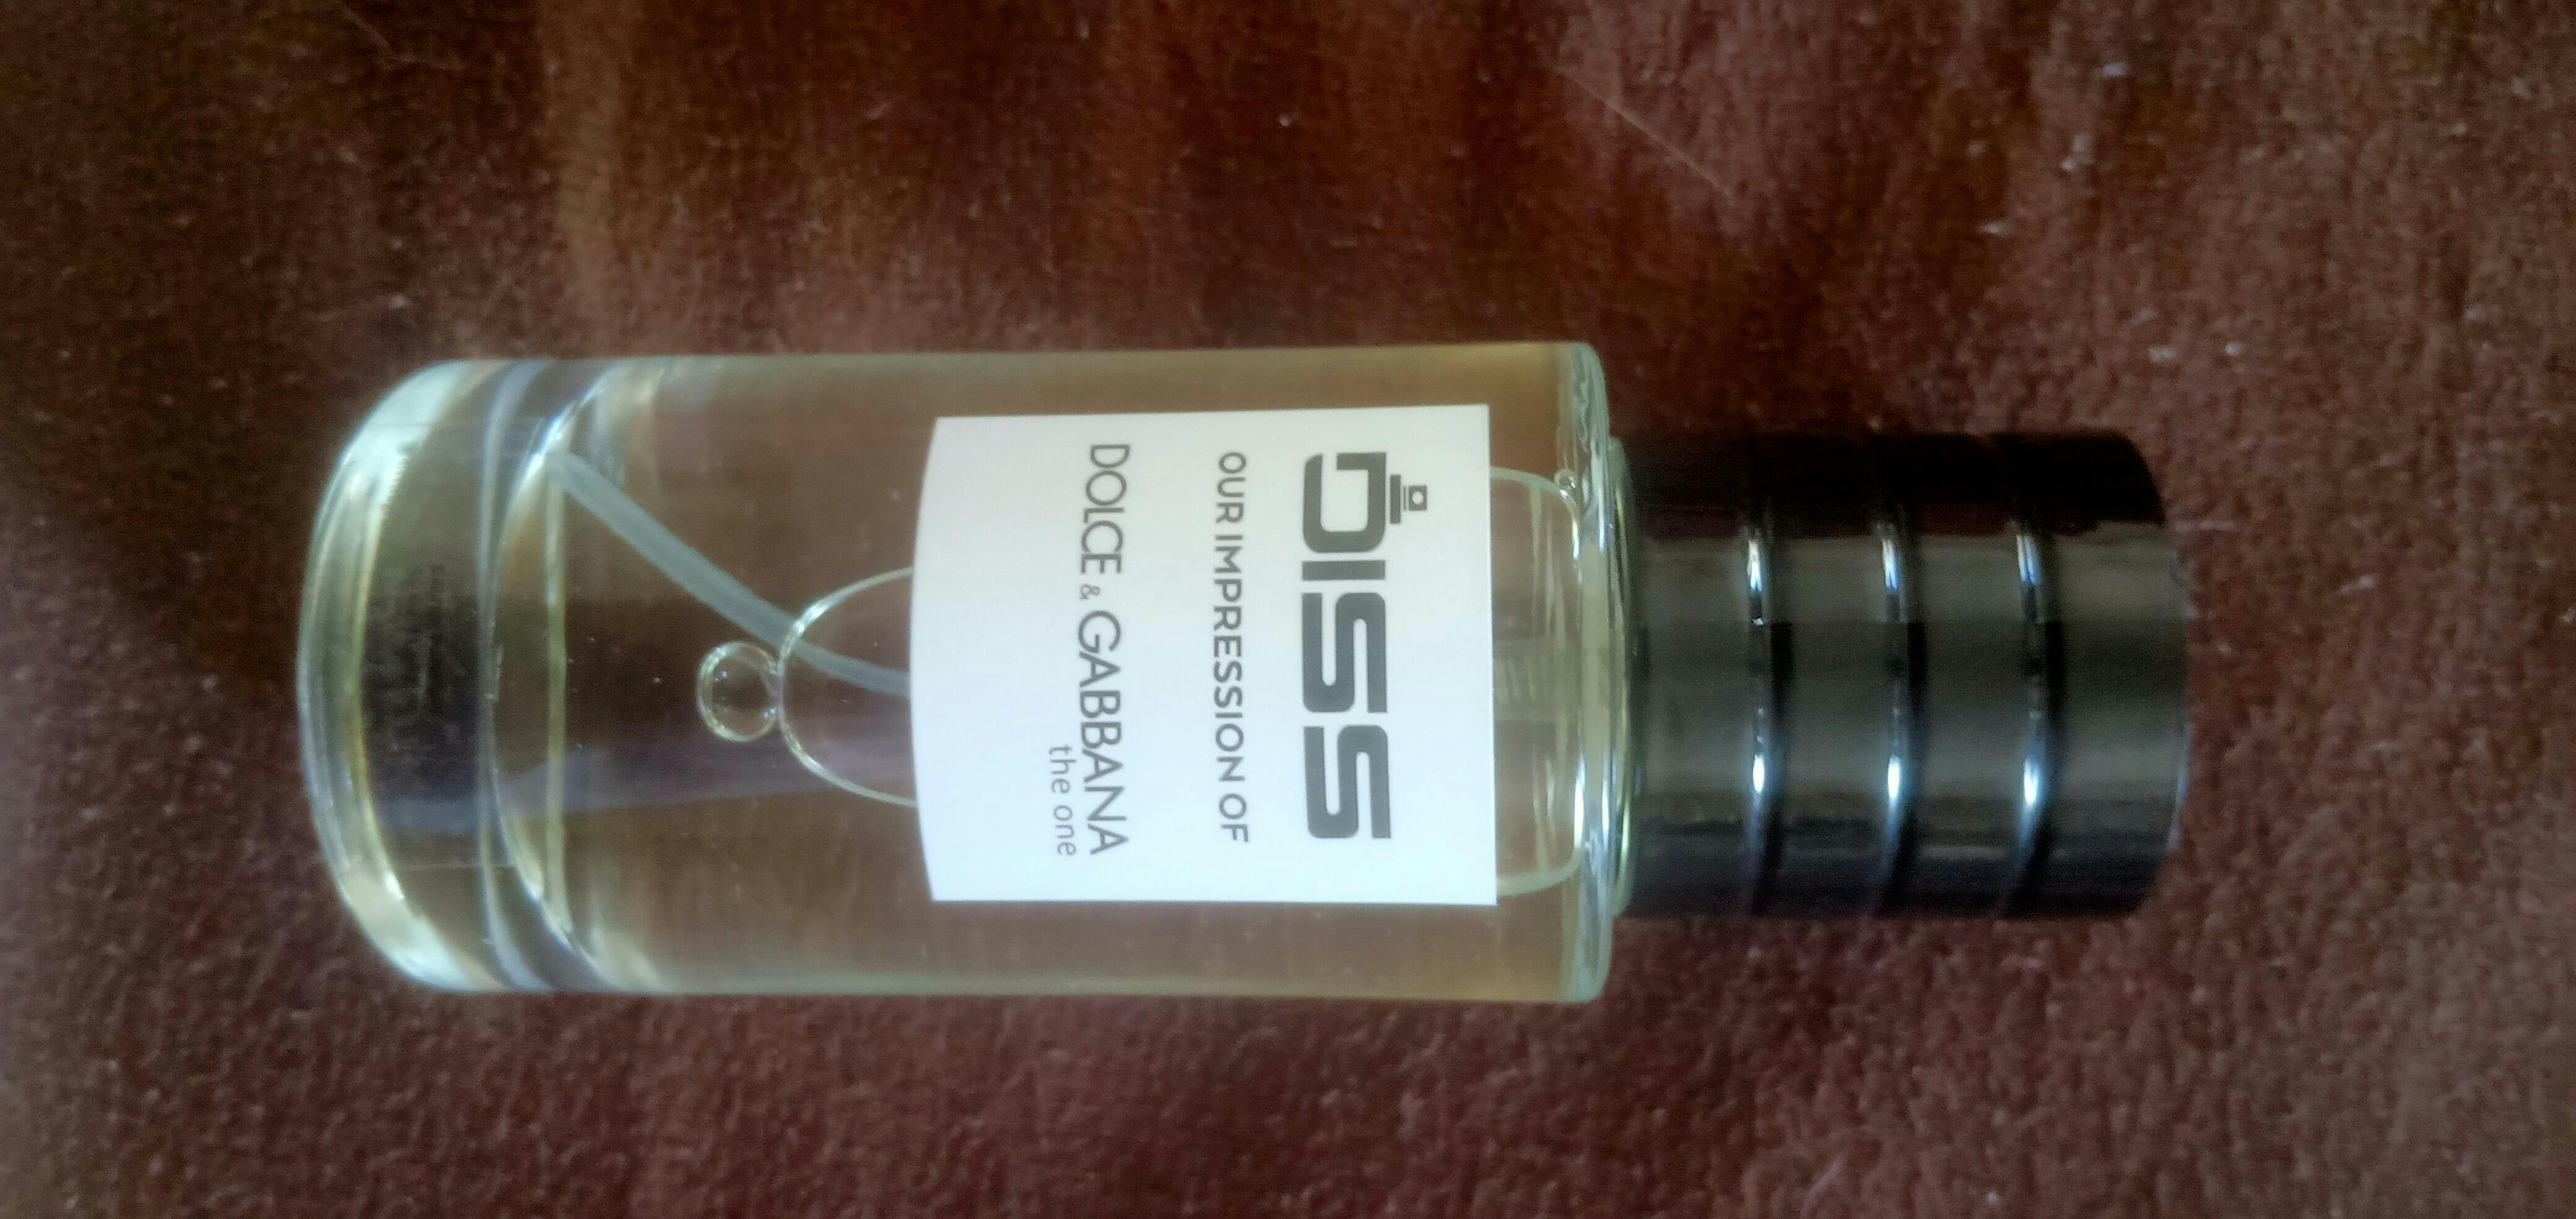 DISS
OUR IMPRESSION OF
DOLCE & GABBANA
the one